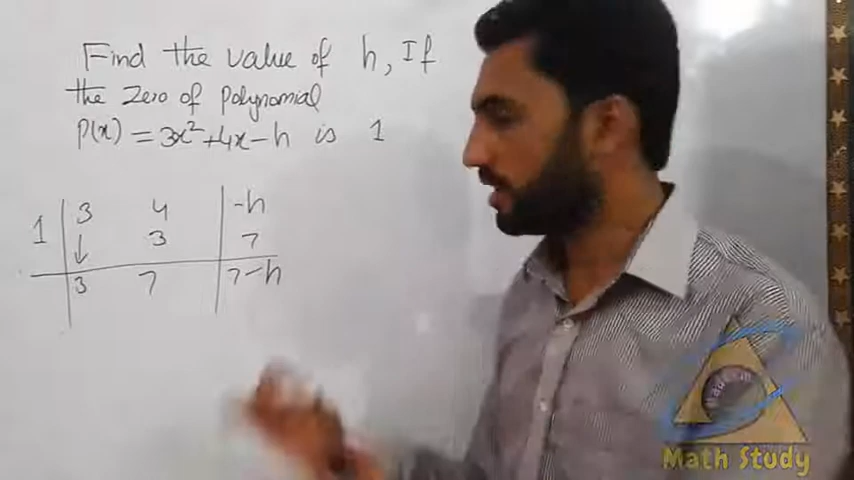 Find the value of h, If
the Zero of polynomial
P(x) = 3x²+4x-h is 1
1 3 4 -h
↓ 3 7
3 7 7-h
Math Study